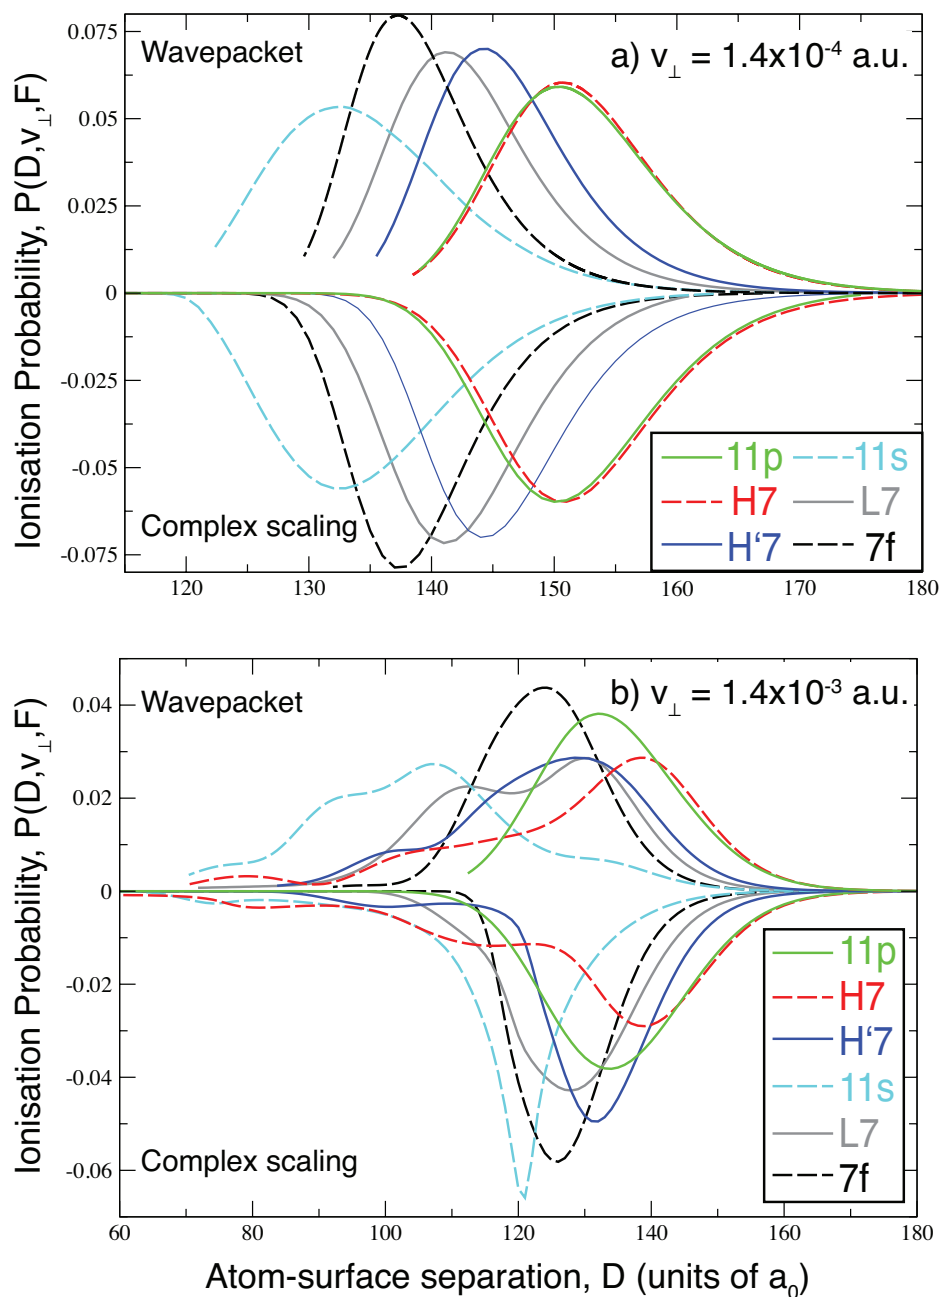 Ionisation Probability, P(D,v⊥,F)
Wavepacket
a) v⊥ = 1.4x10-4 a.u.
0.075
0.05
0.025
0
-0.025
-0.05
-0.075
Complex scaling
11p 11s
H7 L7
H‘7 7f
120 130 140 150 160 170 180
Ionisation Probability, P(D,v⊥,F)
Wavepacket
b) v⊥ = 1.4x10-3 a.u.
0.04
0.02
0
-0.02
-0.04
-0.06
Complex scaling
11p
H7
H‘7
11s
L7
7f
60 80 100 120 140 160 180
Atom-surface separation, D (units of a0)